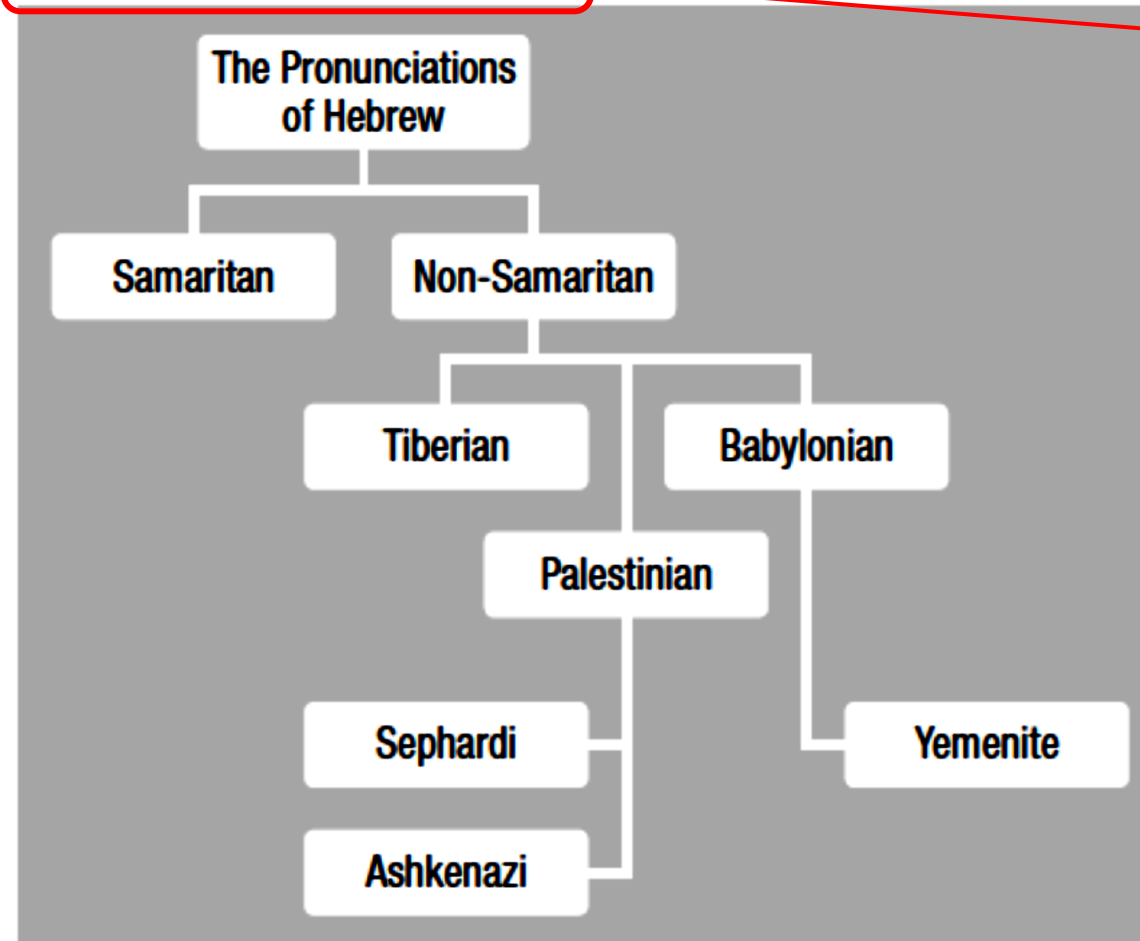 The Pronunciations
of Hebrew
Samaritan
Non-Samaritan
Tiberian
Babylonian
Palestinian
Sephardi
Yemenite
Ashkenazi